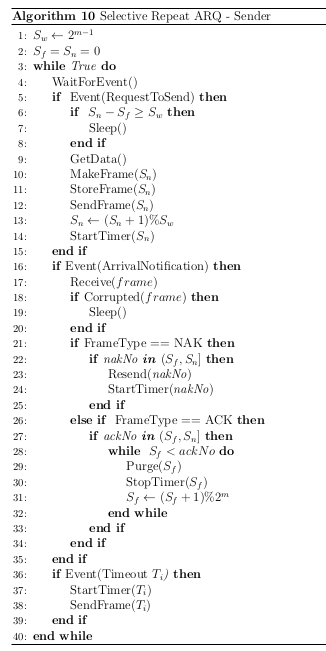 Algorithm 10 Selective Repeat ARQ - Sender
1: S_w ← 2^{m−1}
2: S_f = S_n = 0
3: while True do
4: WaitForEvent()
5: if Event(RequestToSend) then
6: if S_n − S_f ≥ S_w then
7: Sleep()
8: end if
9: GetData()
10: MakeFrame(S_n)
11: StoreFrame(S_n)
12: SendFrame(S_n)
13: S_n ← (S_n + 1)%S_w
14: StartTimer(S_n)
15: end if
16: if Event(ArrivalNotification) then
17: Receive(frame)
18: if Corrupted(frame) then
19: Sleep()
20: end if
21: if FrameType == NAK then
22: if nakNo in (S_f, S_n] then
23: Resend(nakNo)
24: StartTimer(nakNo)
25: end if
26: else if FrameType == ACK then
27: if ackNo in (S_f, S_n] then
28: while S_f < ackNo do
29: Purge(S_f)
30: StopTimer(S_f)
31: S_f ← (S_f + 1)%2^m
32: end while
33: end if
34: end if
35: end if
36: if Event(Timeout T_i) then
37: StartTimer(T_i)
38: SendFrame(T_i)
39: end if
40: end while